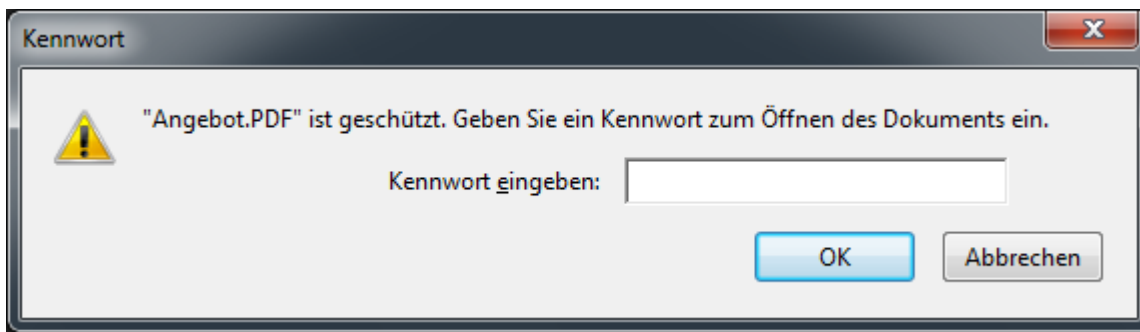 Kennwort
"Angebot.PDF" ist geschützt. Geben Sie ein Kennwort zum Öffnen des Dokuments ein.
Kennwort eingeben:
OK Abbrechen